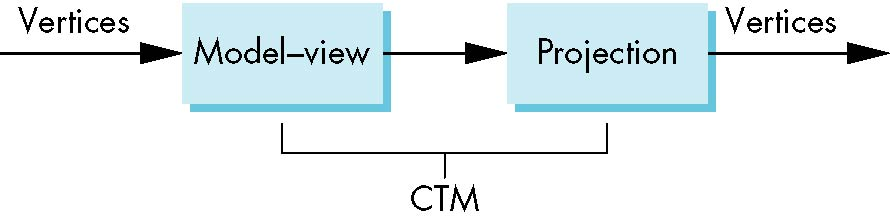 Vertices
Model–view
Projection
Vertices
CTM